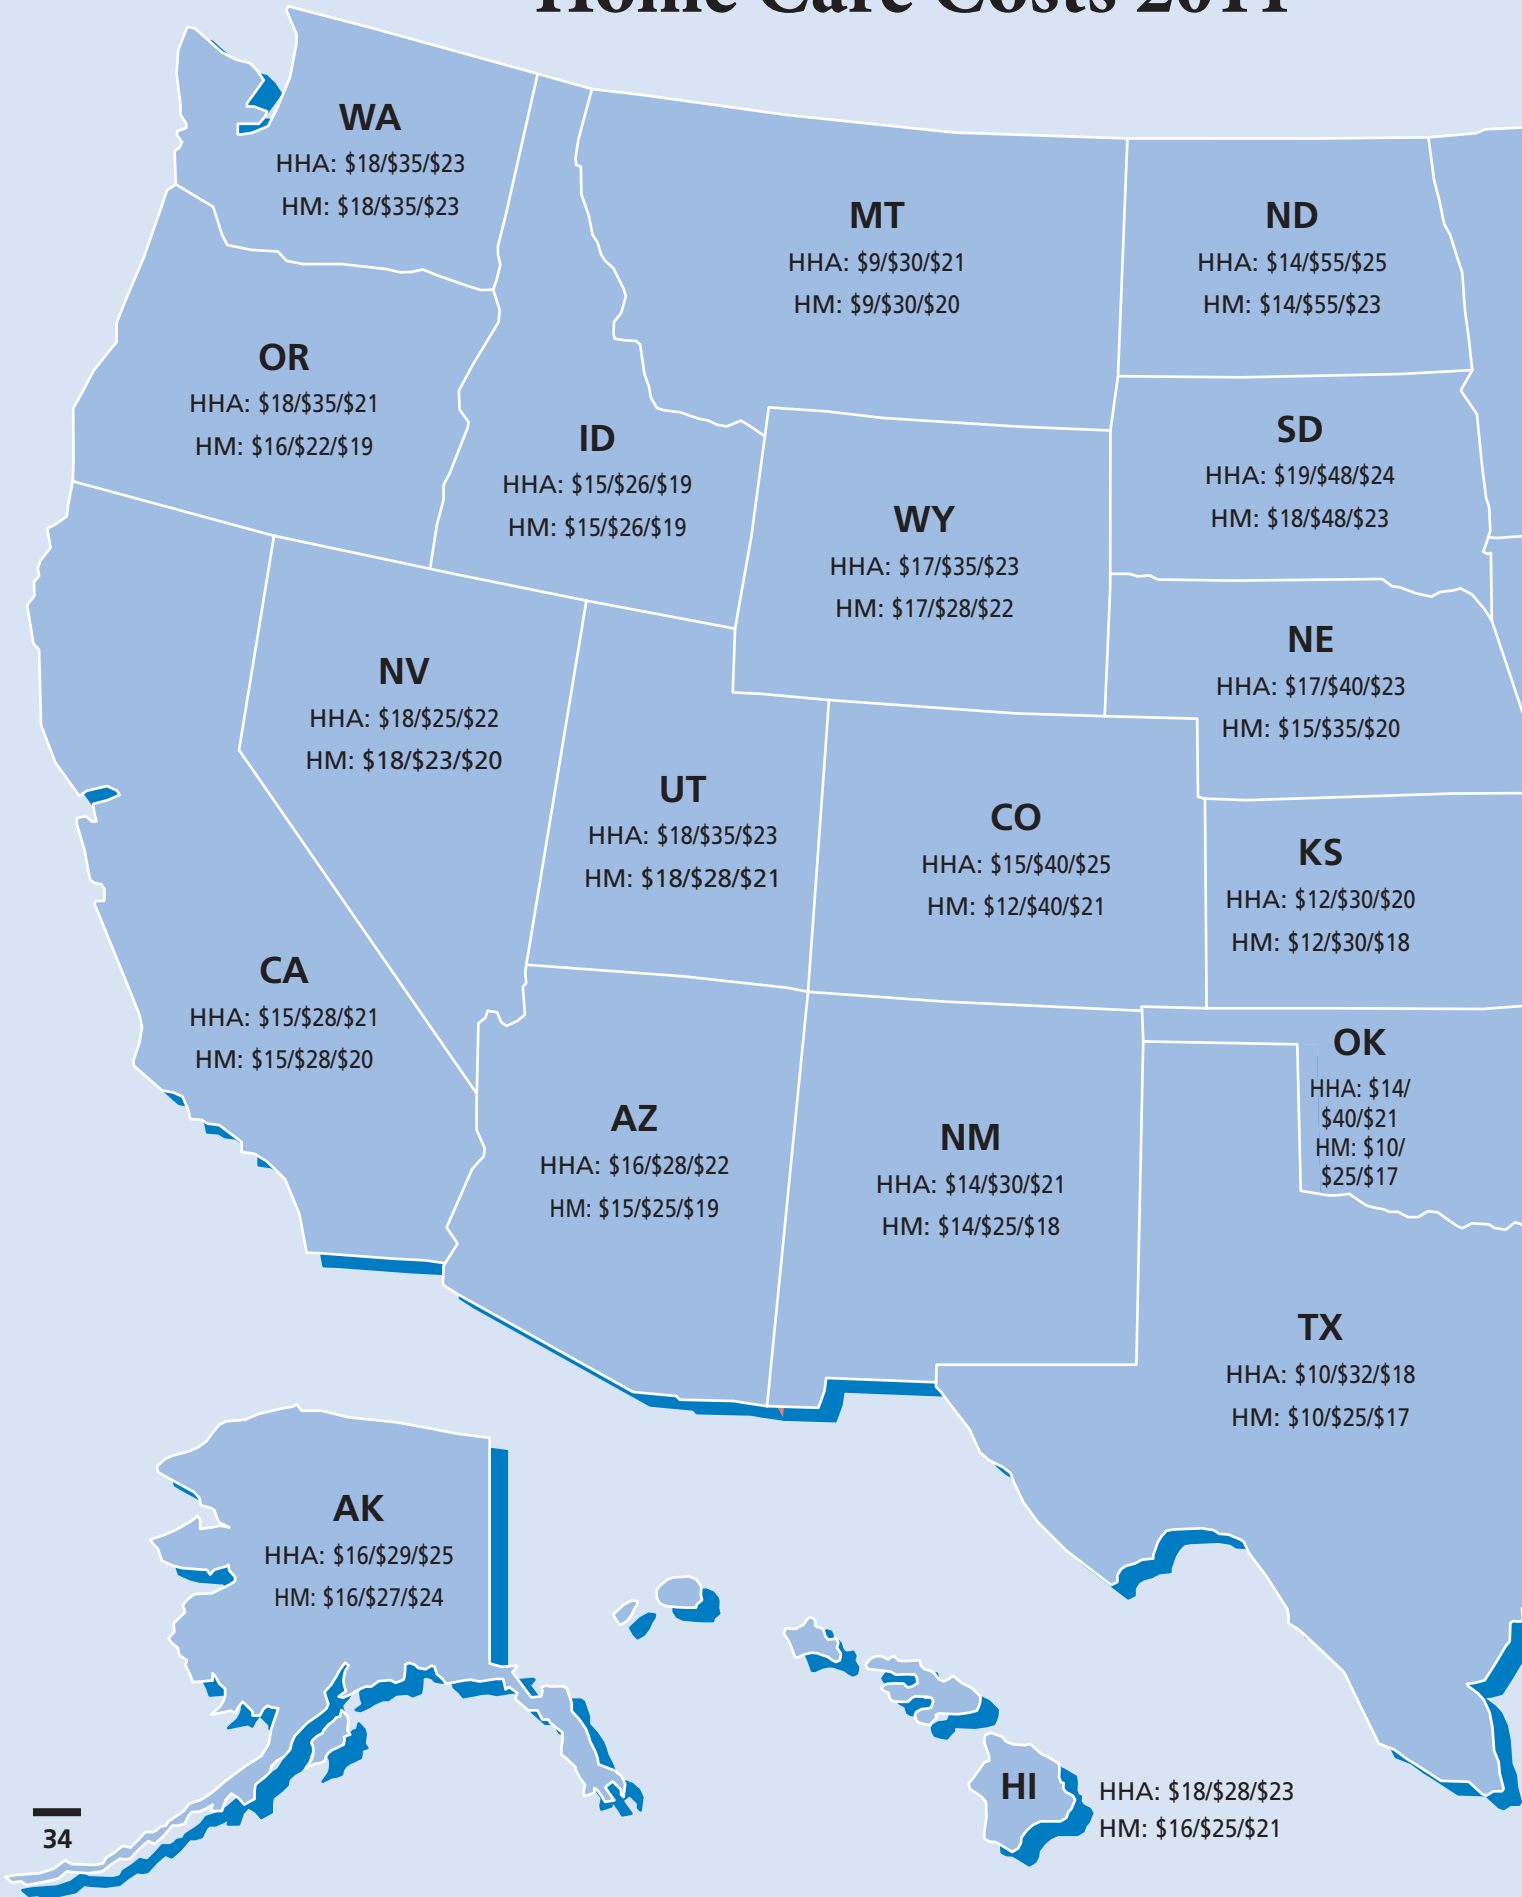 Home Care Costs 2011
WA
HHA: $18/$35/$23
HM: $18/$35/$23
MT
HHA: $9/$30/$21
HM: $9/$30/$20
ND
HHA: $14/$55/$25
HM: $14/$55/$23
OR
HHA: $18/$35/$21
HM: $16/$22/$19
ID
HHA: $15/$26/$19
HM: $15/$26/$19
SD
HHA: $19/$48/$24
HM: $18/$48/$23
WY
HHA: $17/$35/$23
HM: $17/$28/$22
NE
HHA: $17/$40/$23
HM: $15/$35/$20
NV
HHA: $18/$25/$22
HM: $18/$23/$20
UT
HHA: $18/$35/$23
HM: $18/$28/$21
CO
HHA: $15/$40/$25
HM: $12/$40/$21
KS
HHA: $12/$30/$20
HM: $12/$30/$18
CA
HHA: $15/$28/$21
HM: $15/$28/$20
OK
HHA: $14/
$40/$21
HM: $10/
$25/$17
AZ
HHA: $16/$28/$22
HM: $15/$25/$19
NM
HHA: $14/$30/$21
HM: $14/$25/$18
TX
HHA: $10/$32/$18
HM: $10/$25/$17
AK
HHA: $16/$29/$25
HM: $16/$27/$24
HI
HHA: $18/$28/$23
HM: $16/$25/$21
34